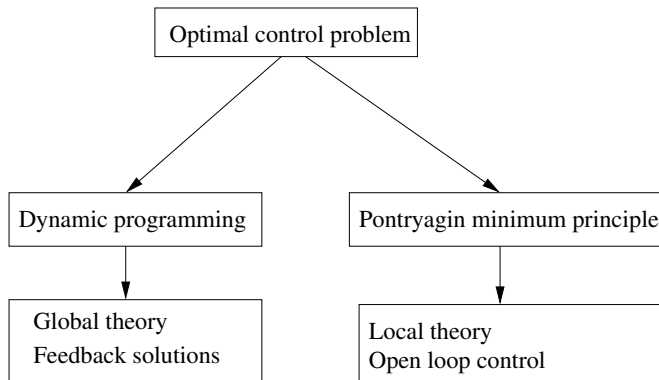 Optimal control problem
Dynamic programming
Pontryagin minimum principle
Global theory
Feedback solutions
Local theory
Open loop control